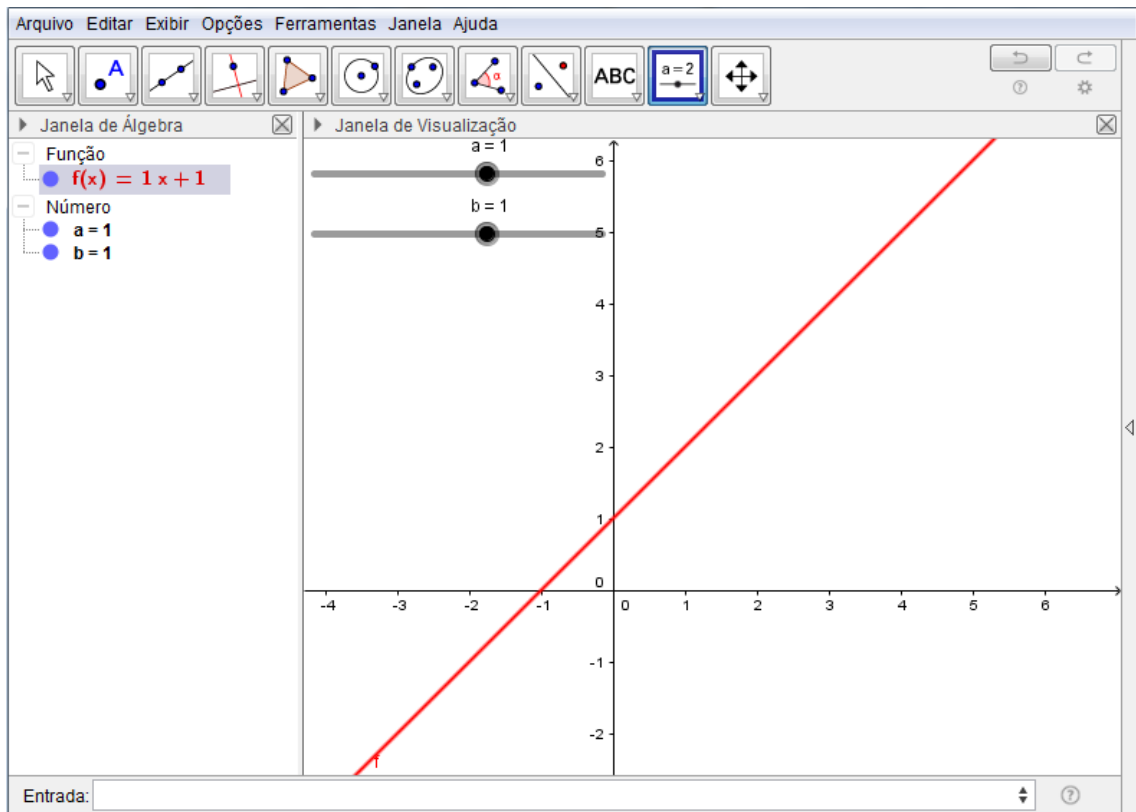 Arquivo Editar Exibir Opções Ferramentas Janela Ajuda
A
α
ABC
a = 2
Janela de Álgebra
Função
f(x) = 1 x + 1
Número
a = 1
b = 1
Janela de Visualização
a = 1
b = 1
6
5
4
3
2
1
0
-4 -3 -2 -1 0 1 2 3 4 5 6
-1
-2
f
Entrada: